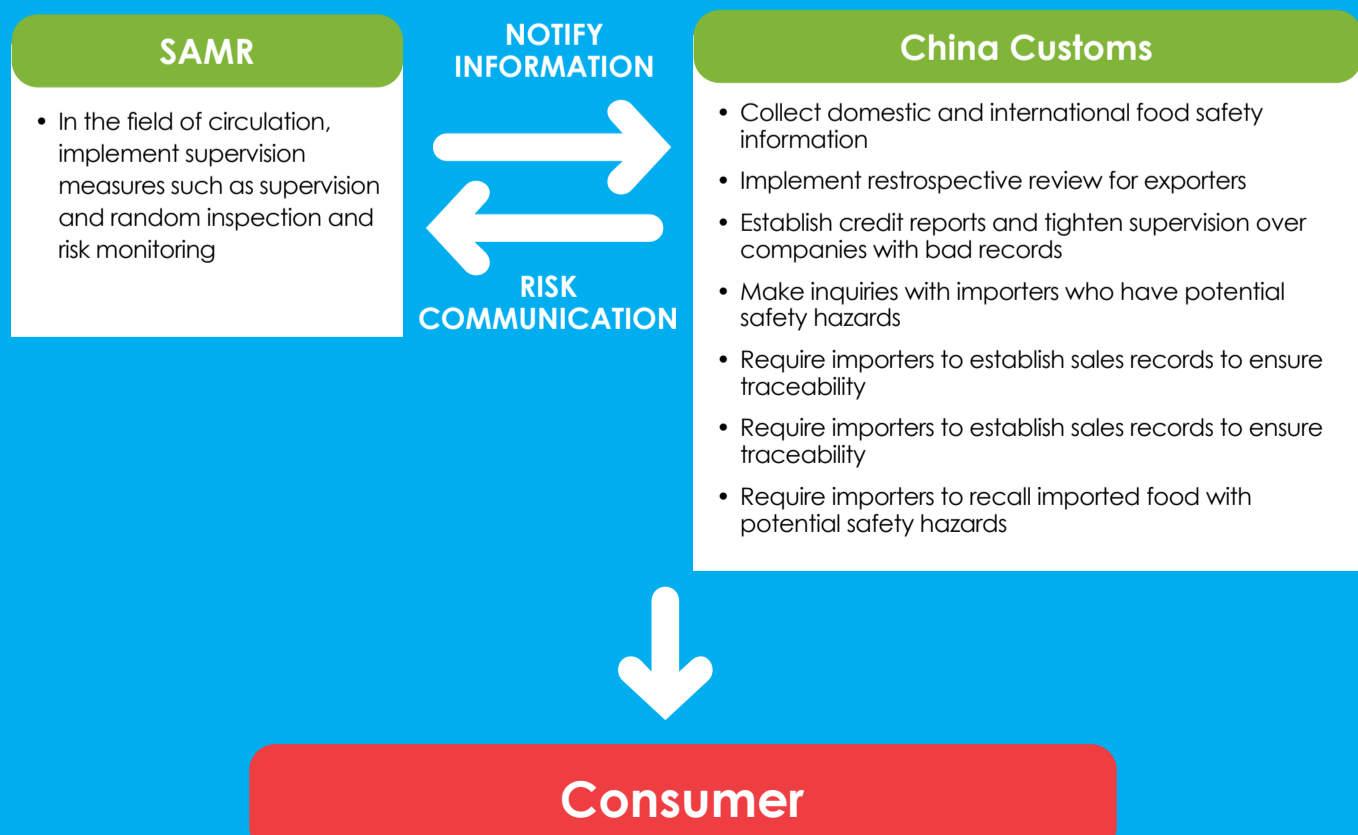 SAMR
• In the field of circulation,
implement supervision
measures such as supervision
and random inspection and
risk monitoring
NOTIFY
INFORMATION
RISK
COMMUNICATION
China Customs
• Collect domestic and international food safety
information
• Implement restrospective review for exporters
• Establish credit reports and tighten supervision over
companies with bad records
• Make inquiries with importers who have potential
safety hazards
• Require importers to establish sales records to ensure
traceability
• Require importers to establish sales records to ensure
traceability
• Require importers to recall imported food with
potential safety hazards
Consumer